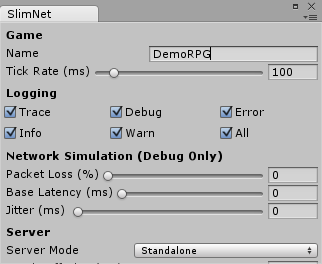 SlimNet
Game
Name DemoRPG
Tick Rate (ms) 100
Logging
Trace Debug Error
Info Warn All
Network Simulation (Debug Only)
Packet Loss (%) 0
Base Latency (ms) 0
Jitter (ms) 0
Server
Server Mode Standalone